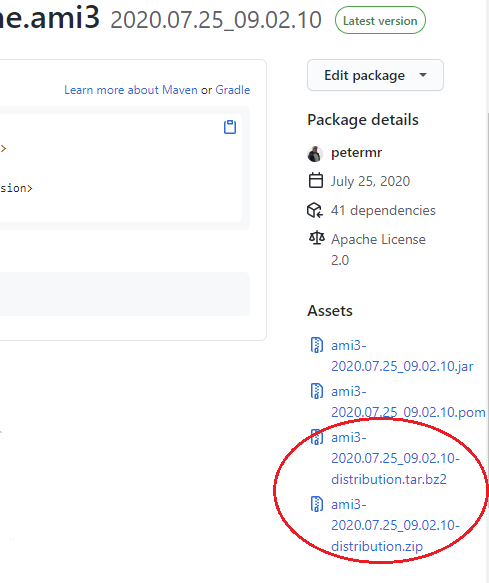 ne.ami3 2020.07.25_09.02.10 Latest version
Learn more about Maven or Gradle
>
sion>
Edit package
Package details
petermr
July 25, 2020
41 dependencies
Apache License
2.0
Assets
ami3-
2020.07.25_09.02.10.jar
ami3-
2020.07.25_09.02.10.pom
ami3-
2020.07.25_09.02.10-
distribution.tar.bz2
ami3-
2020.07.25_09.02.10-
distribution.zip